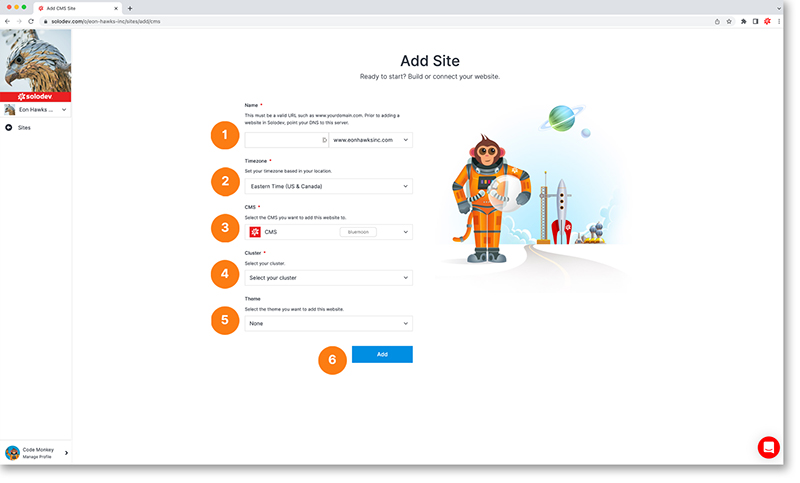 Add CMS Site
solodev.com/o/eon-hawks-inc/sites/add/cms
solodev
Eon Hawks ...
Sites
Add Site
Ready to start? Build or connect your website.
Name *
This must be a valid URL such as www.yourdomain.com. Prior to adding a
website in Solodev, point your DNS to this server.
1
www.eonhawksinc.com
Timezone *
Set your timezone based in your location.
2
Eastern Time (US & Canada)
CMS *
Select the CMS you want to add this website to.
3
CMS
Bluemoon
Cluster *
Select your cluster.
4
Select your cluster
Theme
Select the theme you want to add this website.
5
None
6
Add
Code Monkey
Manage Profile